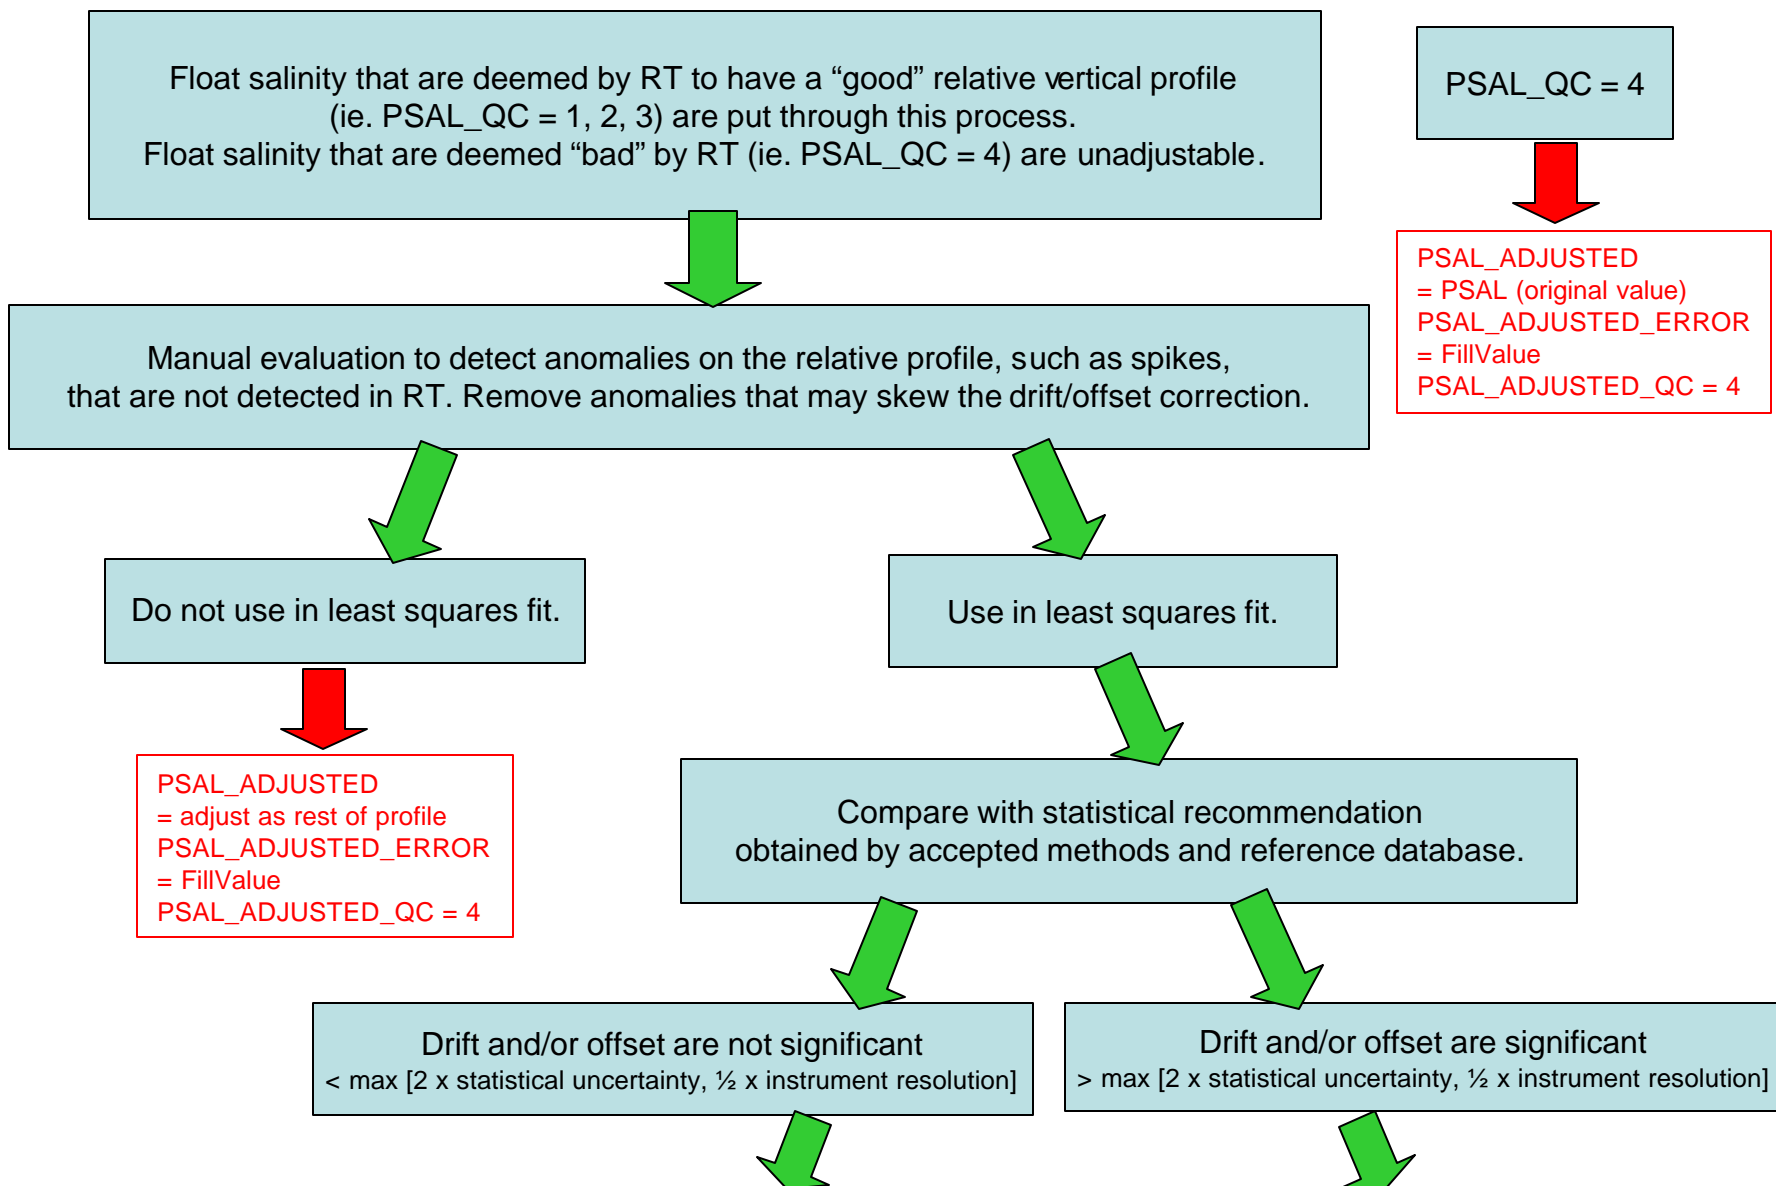 Float salinity that are deemed by RT to have a “good” relative vertical profile
(ie. PSAL_QC = 1, 2, 3) are put through this process.
Float salinity that are deemed “bad” by RT (ie. PSAL_QC = 4) are unadjustable.
PSAL_QC = 4
PSAL_ADJUSTED
= PSAL (original value)
PSAL_ADJUSTED_ERROR
= FillValue
PSAL_ADJUSTED_QC = 4
Manual evaluation to detect anomalies on the relative profile, such as spikes,
that are not detected in RT. Remove anomalies that may skew the drift/offset correction.
Do not use in least squares fit.
Use in least squares fit.
PSAL_ADJUSTED
= adjust as rest of profile
PSAL_ADJUSTED_ERROR
= FillValue
PSAL_ADJUSTED_QC = 4
Compare with statistical recommendation
obtained by accepted methods and reference database.
Drift and/or offset are not significant
< max [2 x statistical uncertainty, ½ x instrument resolution]
Drift and/or offset are significant
> max [2 x statistical uncertainty, ½ x instrument resolution]